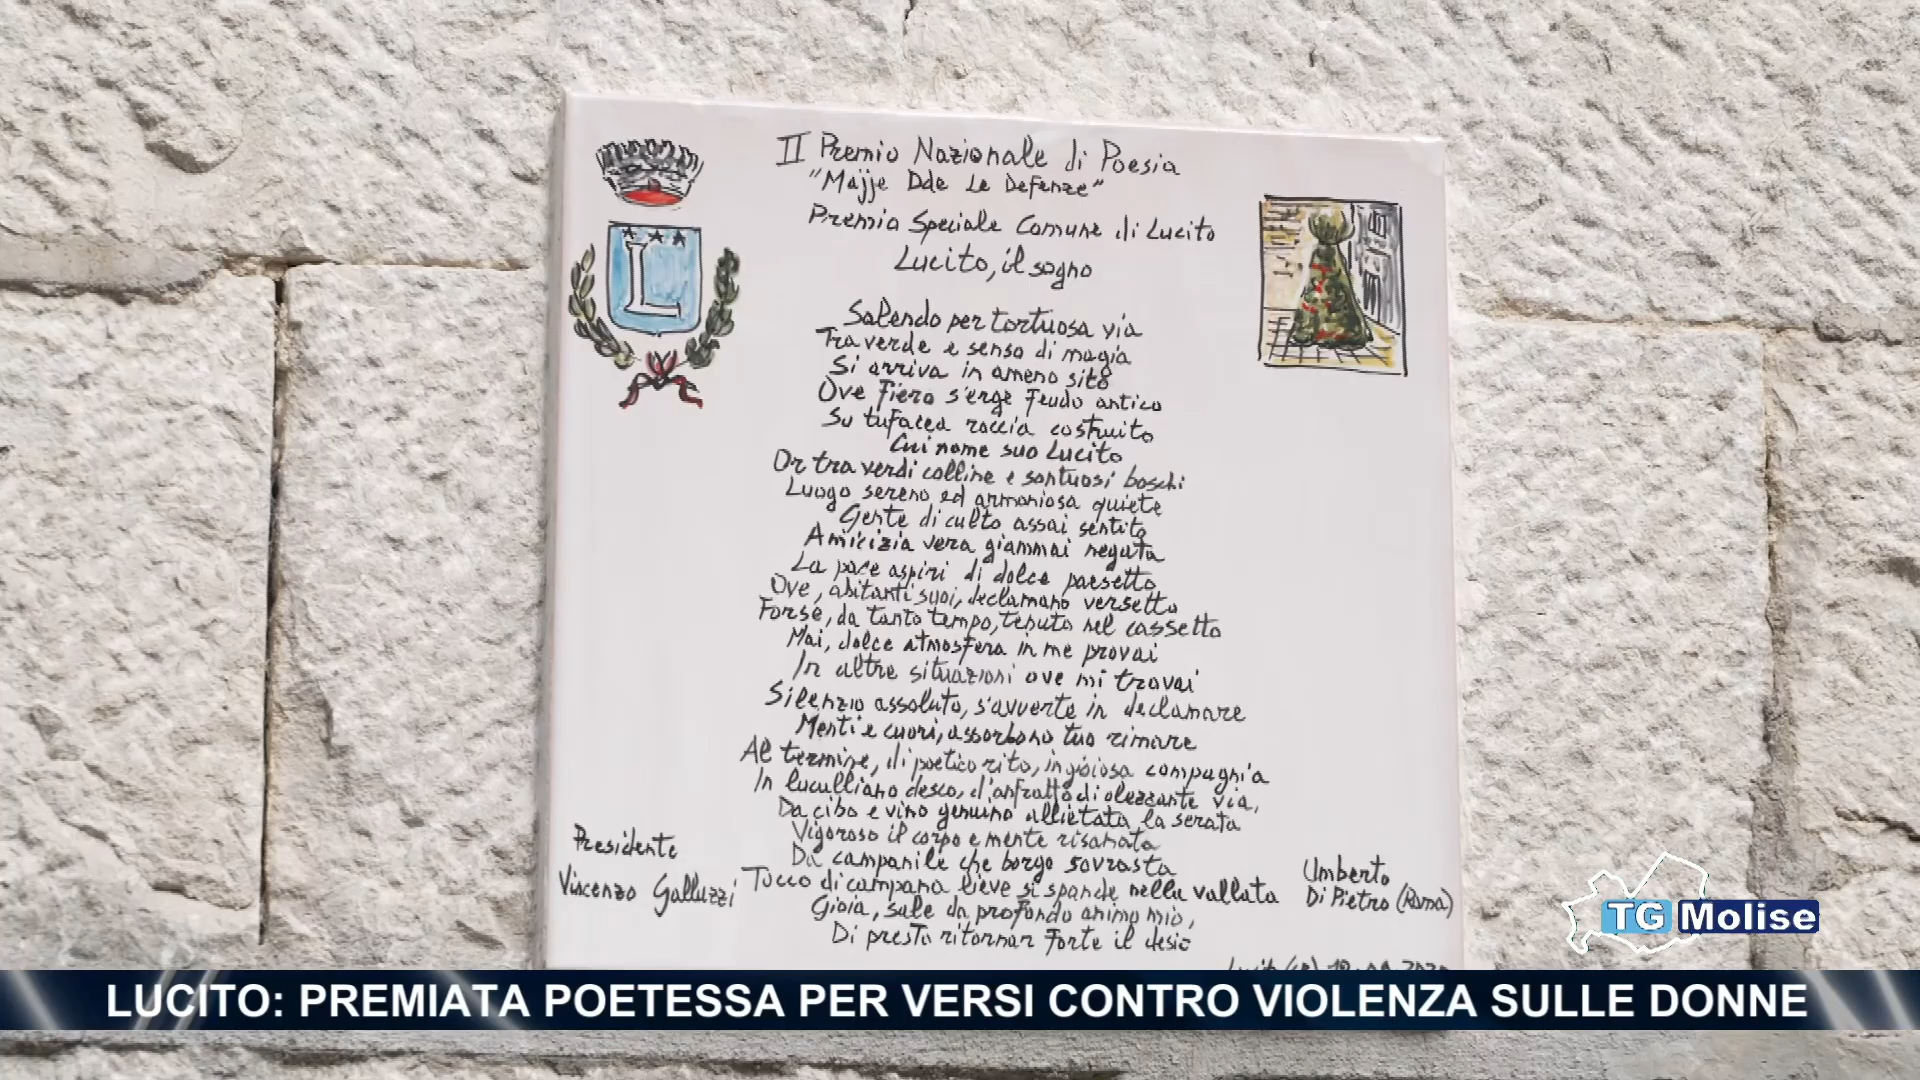 II Premio Nazionale di Poesia
"Majje Dde Le Defenze"
Premio Speciale Comune di Lucito
Lucito, il sogno
L
Salendo per tortuosa via
Tra verde e senso di magia
Si arriva in ameno sito
Ove fiero s'erge feudo antico
Su tufacea roccia costruito
Cui nome suo Lucito
Or tra verdi colline e sontuosi boschi
Luogo sereno ed armoniosa quiete
Gente di culto assai sentito
Amicizia vera giammai negata
La pace aspiri di dolce paesetto
Ove, abitanti suoi, declamano versetto
Forse, da tanto tempo, tenuto nel cassetto
Mai, dolce atmosfera in me provai
In altre situazioni ove mi trovai
Silenzio assoluto, s'avverte in declamare
Menti e cuori, assorbono tuo rimare
Al termine, di poetico rito, in gioiosa compagnia
In luculliano desco, d'anfratto di olezzante via,
Da cibo e vino genuino allietata la serata
Vigoroso il corpo e mente risanata
Da campanile che borgo sovrasta
Tocco di campana lieve si spande nella vallata
Gioia, sale da profondo animo mio,
Di presto ritornar forte il desio
Presidente
Vincenzo Galluzzi
Umberto
Di Pietro (Roma)
TG Molise
LUCITO: PREMIATA POETESSA PER VERSI CONTRO VIOLENZA SULLE DONNE